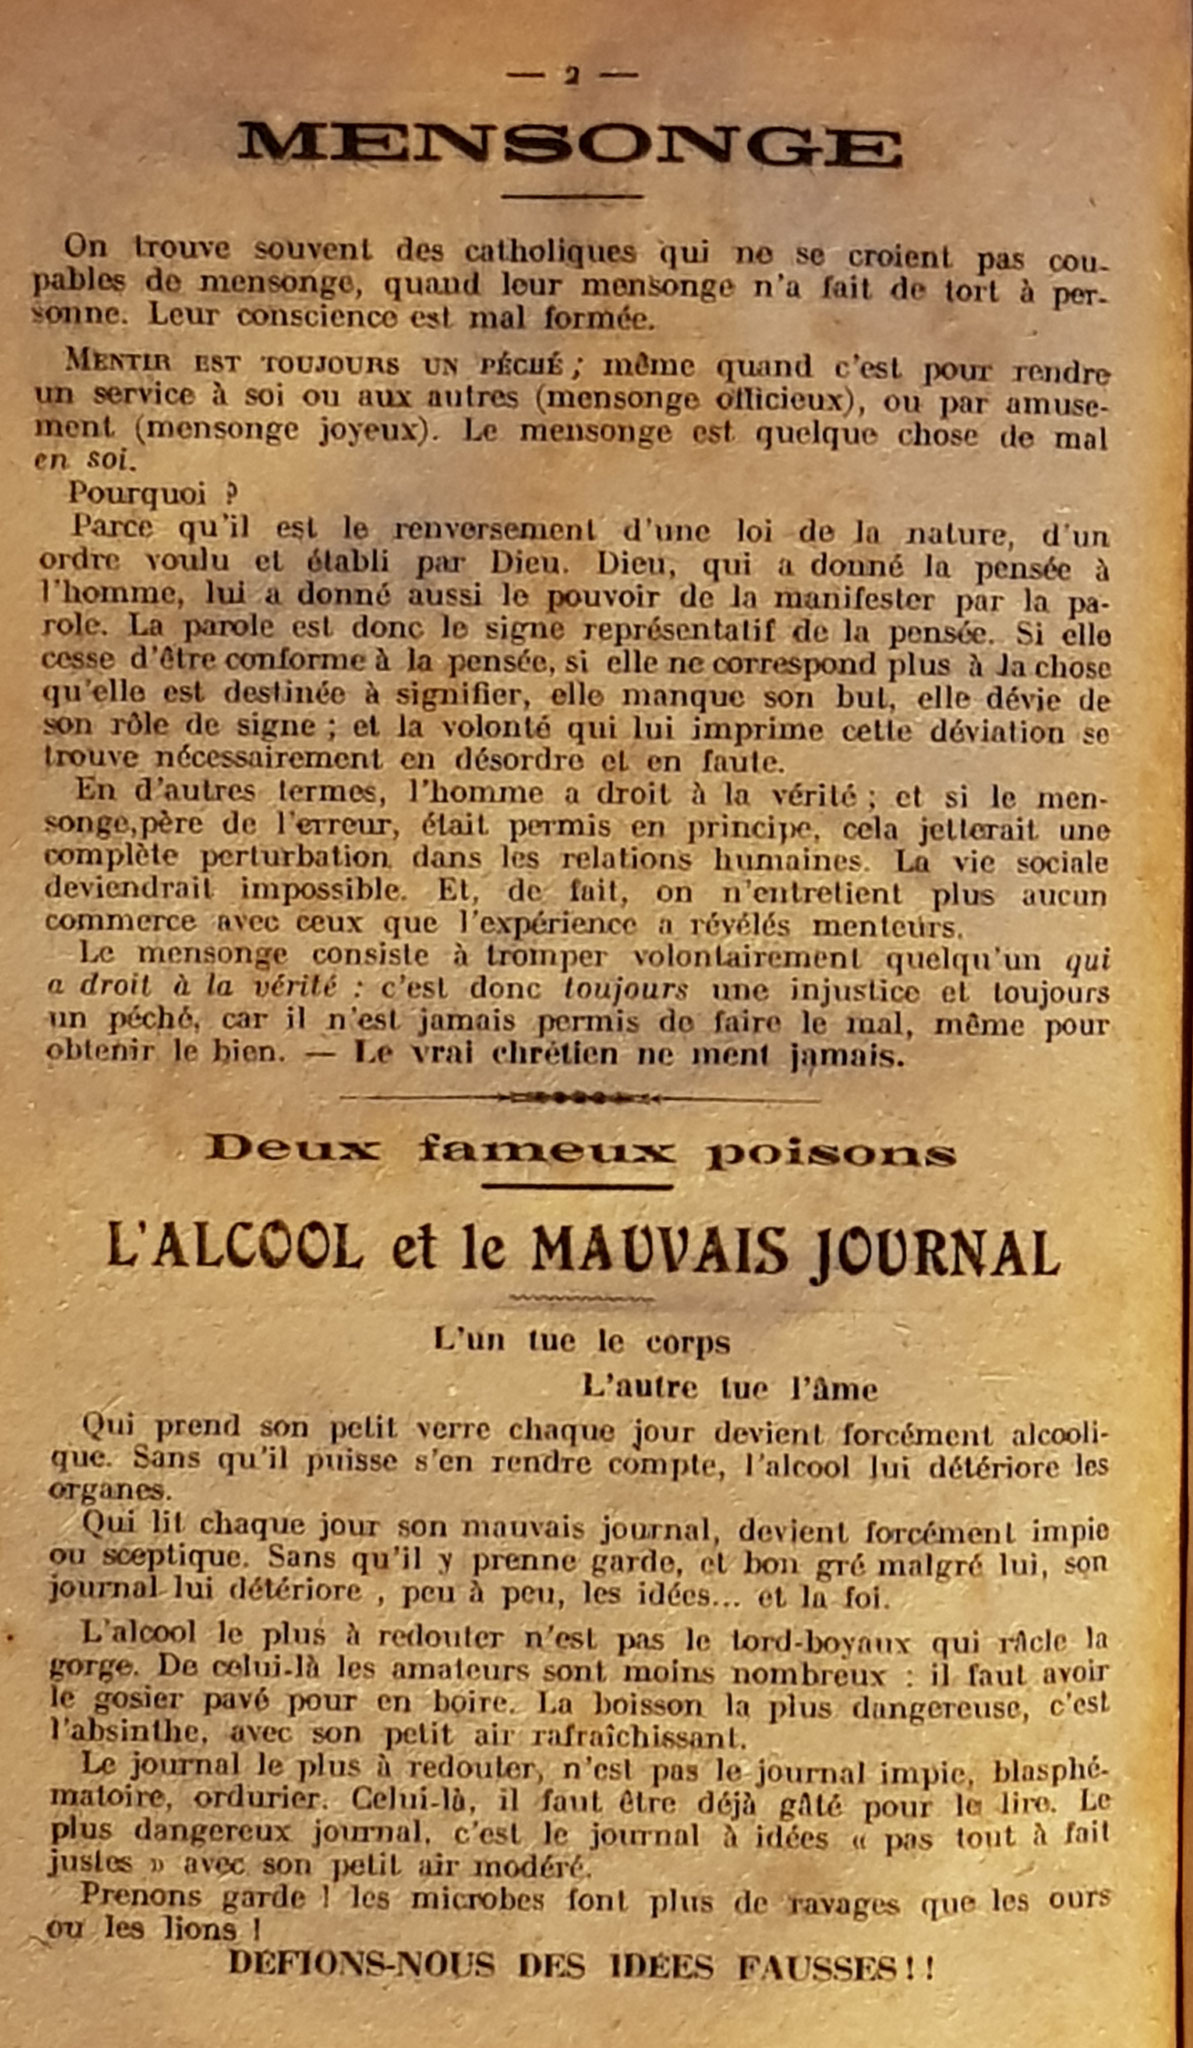 — 2 —
MENSONGE
On trouve souvent des catholiques qui ne se croient pas cou-
pables de mensonge, quand leur mensonge n'a fait de tort à per-
sonne. Leur conscience est mal formée.
MENTIR EST TOUJOURS UN PÉCHÉ ; même quand c'est pour rendre
un service à soi ou aux autres (mensonge officieux), ou par amuse-
ment (mensonge joyeux). Le mensonge est quelque chose de mal
en soi.
Pourquoi ?
Parce qu'il est le renversement d'une loi de la nature, d'un
ordre voulu et établi par Dieu. Dieu, qui a donné la pensée à
l'homme, lui a donné aussi le pouvoir de la manifester par la pa-
role. La parole est donc le signe représentatif de la pensée. Si elle
cesse d'être conforme à la pensée, si elle ne correspond plus à la chose
qu'elle est destinée à signifier, elle manque son but, elle dévie de
son rôle de signe ; et la volonté qui lui imprime cette déviation se
trouve nécessairement en désordre et en faute.
En d'autres termes, l'homme a droit à la vérité ; et si le men-
songe,père de l'erreur, était permis en principe, cela jetterait une
complète perturbation dans les relations humaines. La vie sociale
deviendrait impossible. Et, de fait, on n'entretient plus aucun
commerce avec ceux que l'expérience a révélés menteurs.
Le mensonge consiste à tromper volontairement quelqu'un qui
a droit à la vérité : c'est donc toujours une injustice et toujours
un péché, car il n'est jamais permis de faire le mal, même pour
obtenir le bien. — Le vrai chrétien ne ment jamais.
Deux fameux poisons
L'ALCOOL et le MAUVAIS JOURNAL
L'un tue le corps
L'autre tue l'âme
Qui prend son petit verre chaque jour devient forcément alcooli-
que. Sans qu'il puisse s'en rendre compte, l'alcool lui détériore les
organes.
Qui lit chaque jour son mauvais journal, devient forcément impie
ou sceptique. Sans qu'il y prenne garde, et bon gré malgré lui, son
journal lui détériore , peu à peu, les idées... et la foi.
L'alcool le plus à redouter n'est pas le tord-boyaux qui râcle la
gorge. De celui-là les amateurs sont moins nombreux : il faut avoir
le gosier pavé pour en boire. La boisson la plus dangereuse, c'est
l'absinthe, avec son petit air rafraîchissant.
Le journal le plus à redouter, n'est pas le journal impie, blasphé-
matoire, ordurier. Celui-là, il faut être déjà gâté pour le lire. Le
plus dangereux journal, c'est le journal à idées « pas tout à fait
justes » avec son petit air modéré.
Prenons garde ! les microbes font plus de ravages que les ours
ou les lions !
DÉFIONS-NOUS DES IDÉES FAUSSES ! !